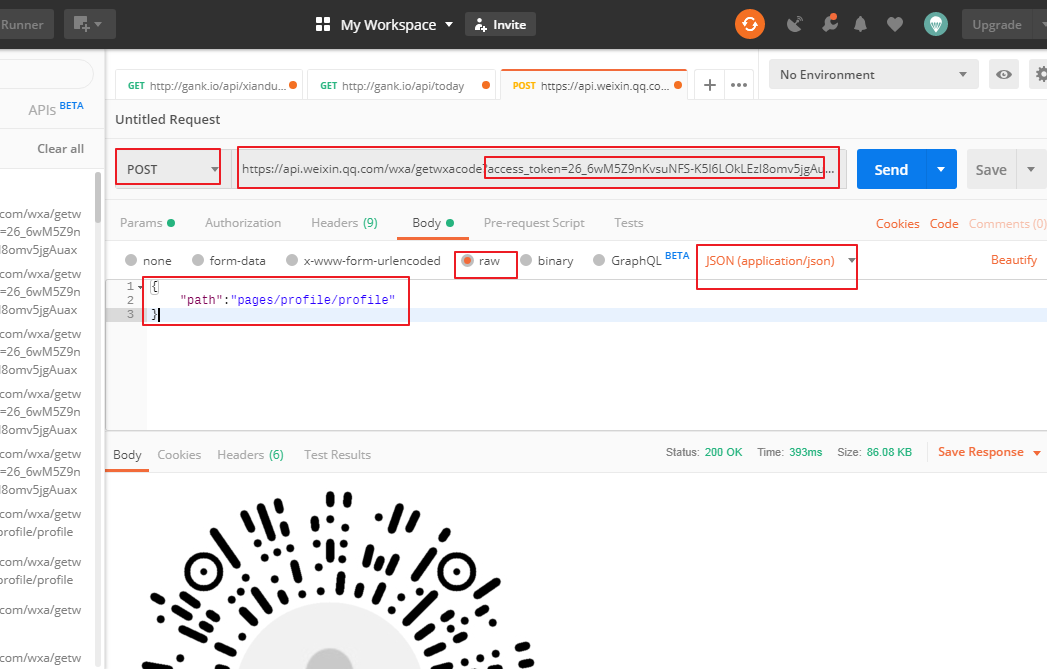 Runner
My Workspace
Invite
Upgrade
GET http://gank.io/api/xiandu...
GET http://gank.io/api/today
POST https://api.weixin.qq.co...
No Environment
APIs BETA
Untitled Request
Clear all
POST
https://api.weixin.qq.com/wxa/getwxacode?access_token=26_6wM5Z9nKvsuNFS-K5I6LOkLEzI8omv5jgAu...
Send
Save
Params
Authorization
Headers (9)
Body
Pre-request Script
Tests
Cookies
Code
Comments (0)
none
form-data
x-www-form-urlencoded
raw
binary
GraphQL BETA
JSON (application/json)
Beautify
1 {
2 "path":"pages/profile/profile"
3 }
com/wxa/getw
=26_6wM5Z9n
I8omv5jgAuax
com/wxa/getw
=26_6wM5Z9n
I8omv5jgAuax
com/wxa/getw
=26_6wM5Z9n
I8omv5jgAuax
com/wxa/getw
=26_6wM5Z9n
I8omv5jgAuax
com/wxa/getw
=26_6wM5Z9n
I8omv5jgAuax
com/wxa/getw
profile/profile
com/wxa/getw
profile/profile
com/wxa/getw
com/wxa/getw
Body
Cookies
Headers (6)
Test Results
Status: 200 OK
Time: 393ms
Size: 86.08 KB
Save Response